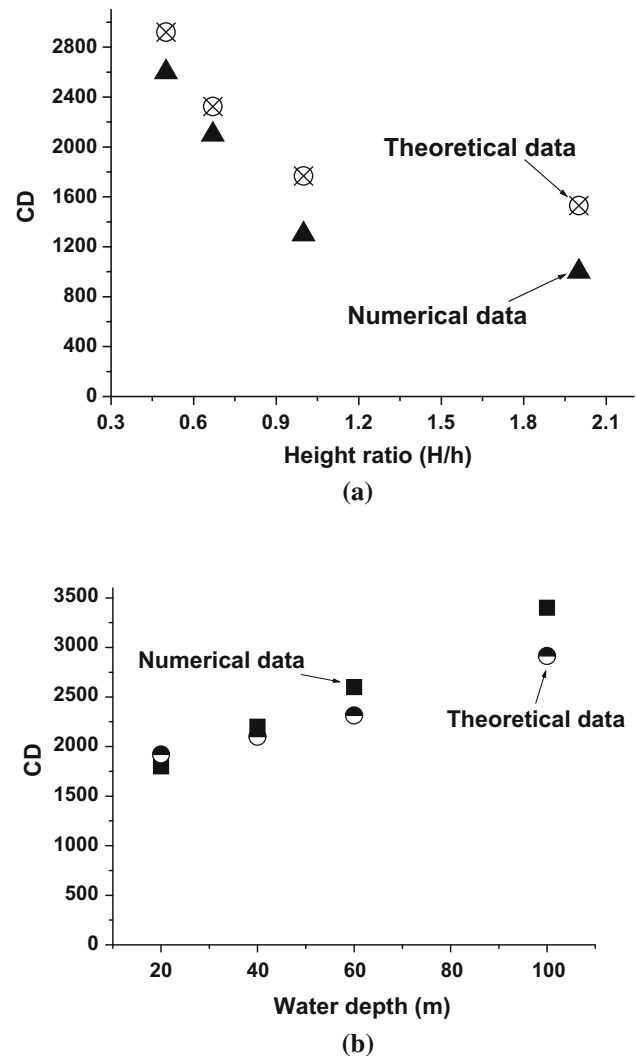 2800
2400
2000
1600
1200
800
400
0
CD
Theoretical data
Numerical data
0.3 0.6 0.9 1.2 1.5 1.8 2.1
Height ratio (H/h)
(a)
3500
3000
2500
2000
1500
1000
500
0
CD
Numerical data
Theoretical data
20 40 60 80 100
Water depth (m)
(b)